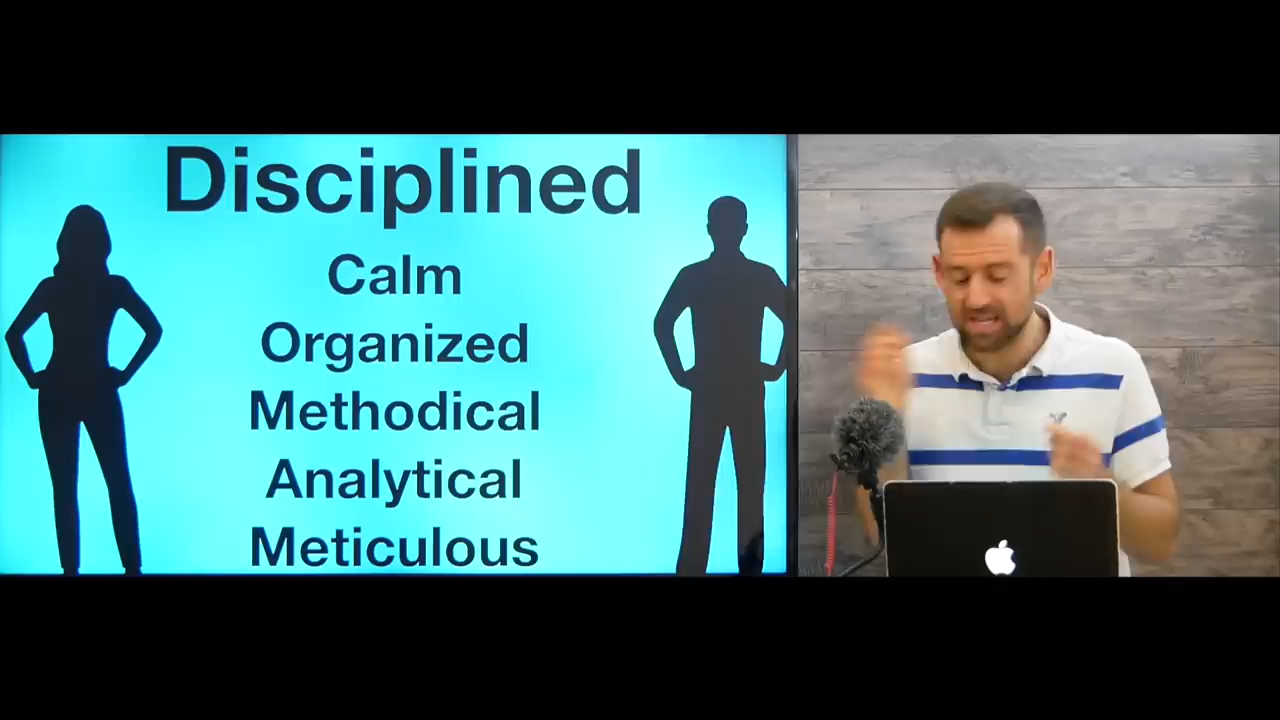 Disciplined
Calm
Organized
Methodical
Analytical
Meticulous